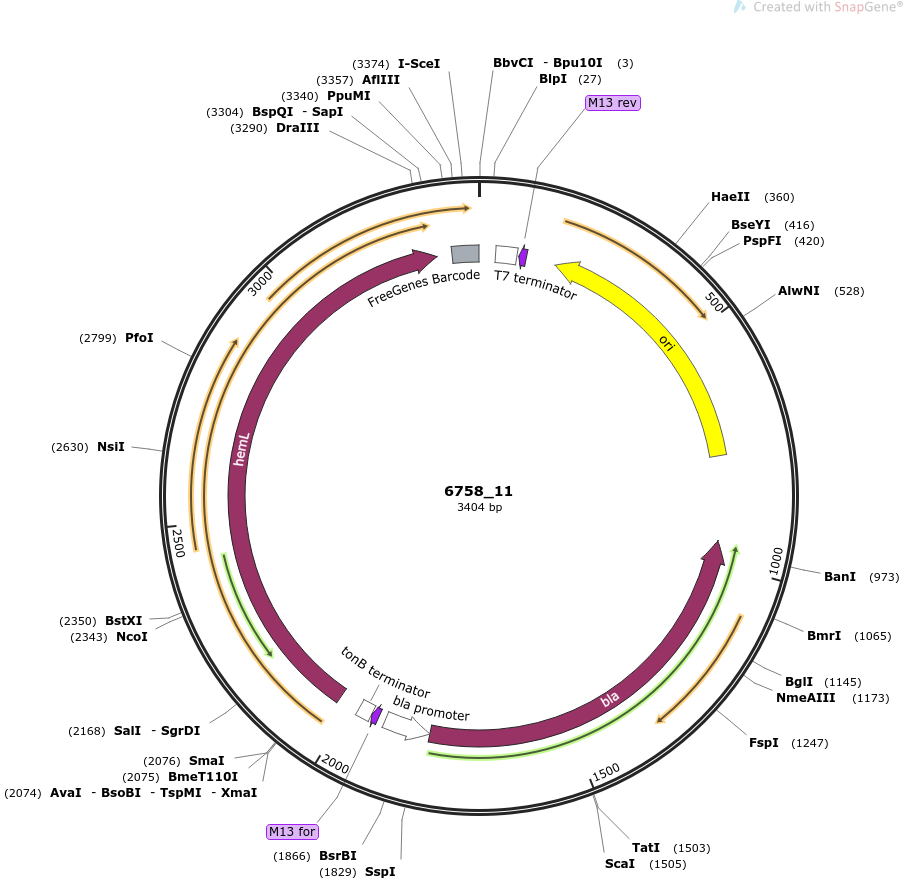 Created with SnapGene®
(3374) I-SceI
(3357) AflIII
(3340) PpuMI
(3304) BspQI - SapI
(3290) DraIII
BbvCI - Bpu10I (3)
BlpI (27)
M13 rev
HaeII (360)
BseYI (416)
PspFI (420)
AlwNI (528)
500
3000
FreeGenes Barcode
T7 terminator
ori
(2799) PfoI
(2630) NsiI
hemL
6758_11
3404 bp
2500
1000
BanI (973)
(2350) BstXI
(2343) NcoI
BmrI (1065)
BglI (1145)
NmeAIII (1173)
tonB terminator
bla promoter
bla
(2168) SalI - SgrDI
FspI (1247)
(2076) SmaI
(2075) BmeT110I
(2074) AvaI - BsoBI - TspMI - XmaI
2000
1500
M13 for
(1866) BsrBI
(1829) SspI
TatI (1503)
ScaI (1505)